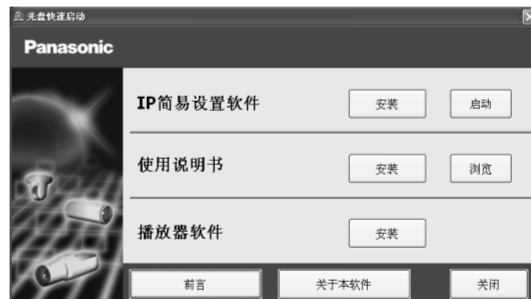 光盘快速启动
Panasonic
IP简易设置软件 安装 启动
使用说明书 安装 浏览
播放器软件 安装
前言 关于本软件 关闭